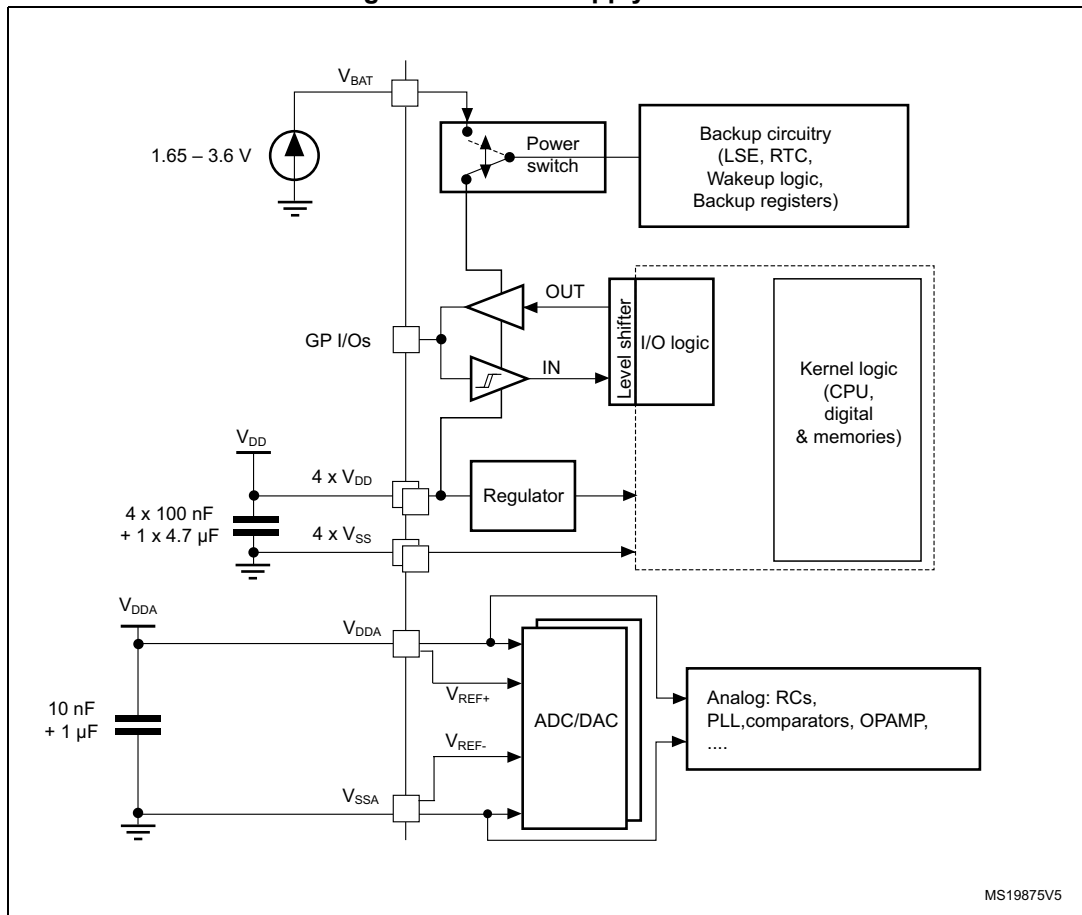 VBAT
1.65 – 3.6 V
Power
switch
Backup circuitry
(LSE, RTC,
Wakeup logic,
Backup registers)
OUT
GP I/Os
IN
Level shifter
I/O logic
Kernel logic
(CPU,
digital
& memories)
VDD
4 x VDD
Regulator
4 x 100 nF
+ 1 x 4.7 µF
4 x VSS
VDDA
VDDA
VREF+
10 nF
+ 1 µF
ADC/DAC
Analog: RCs,
PLL,comparators, OPAMP,
....
VREF-
VSSA
MS19875V5